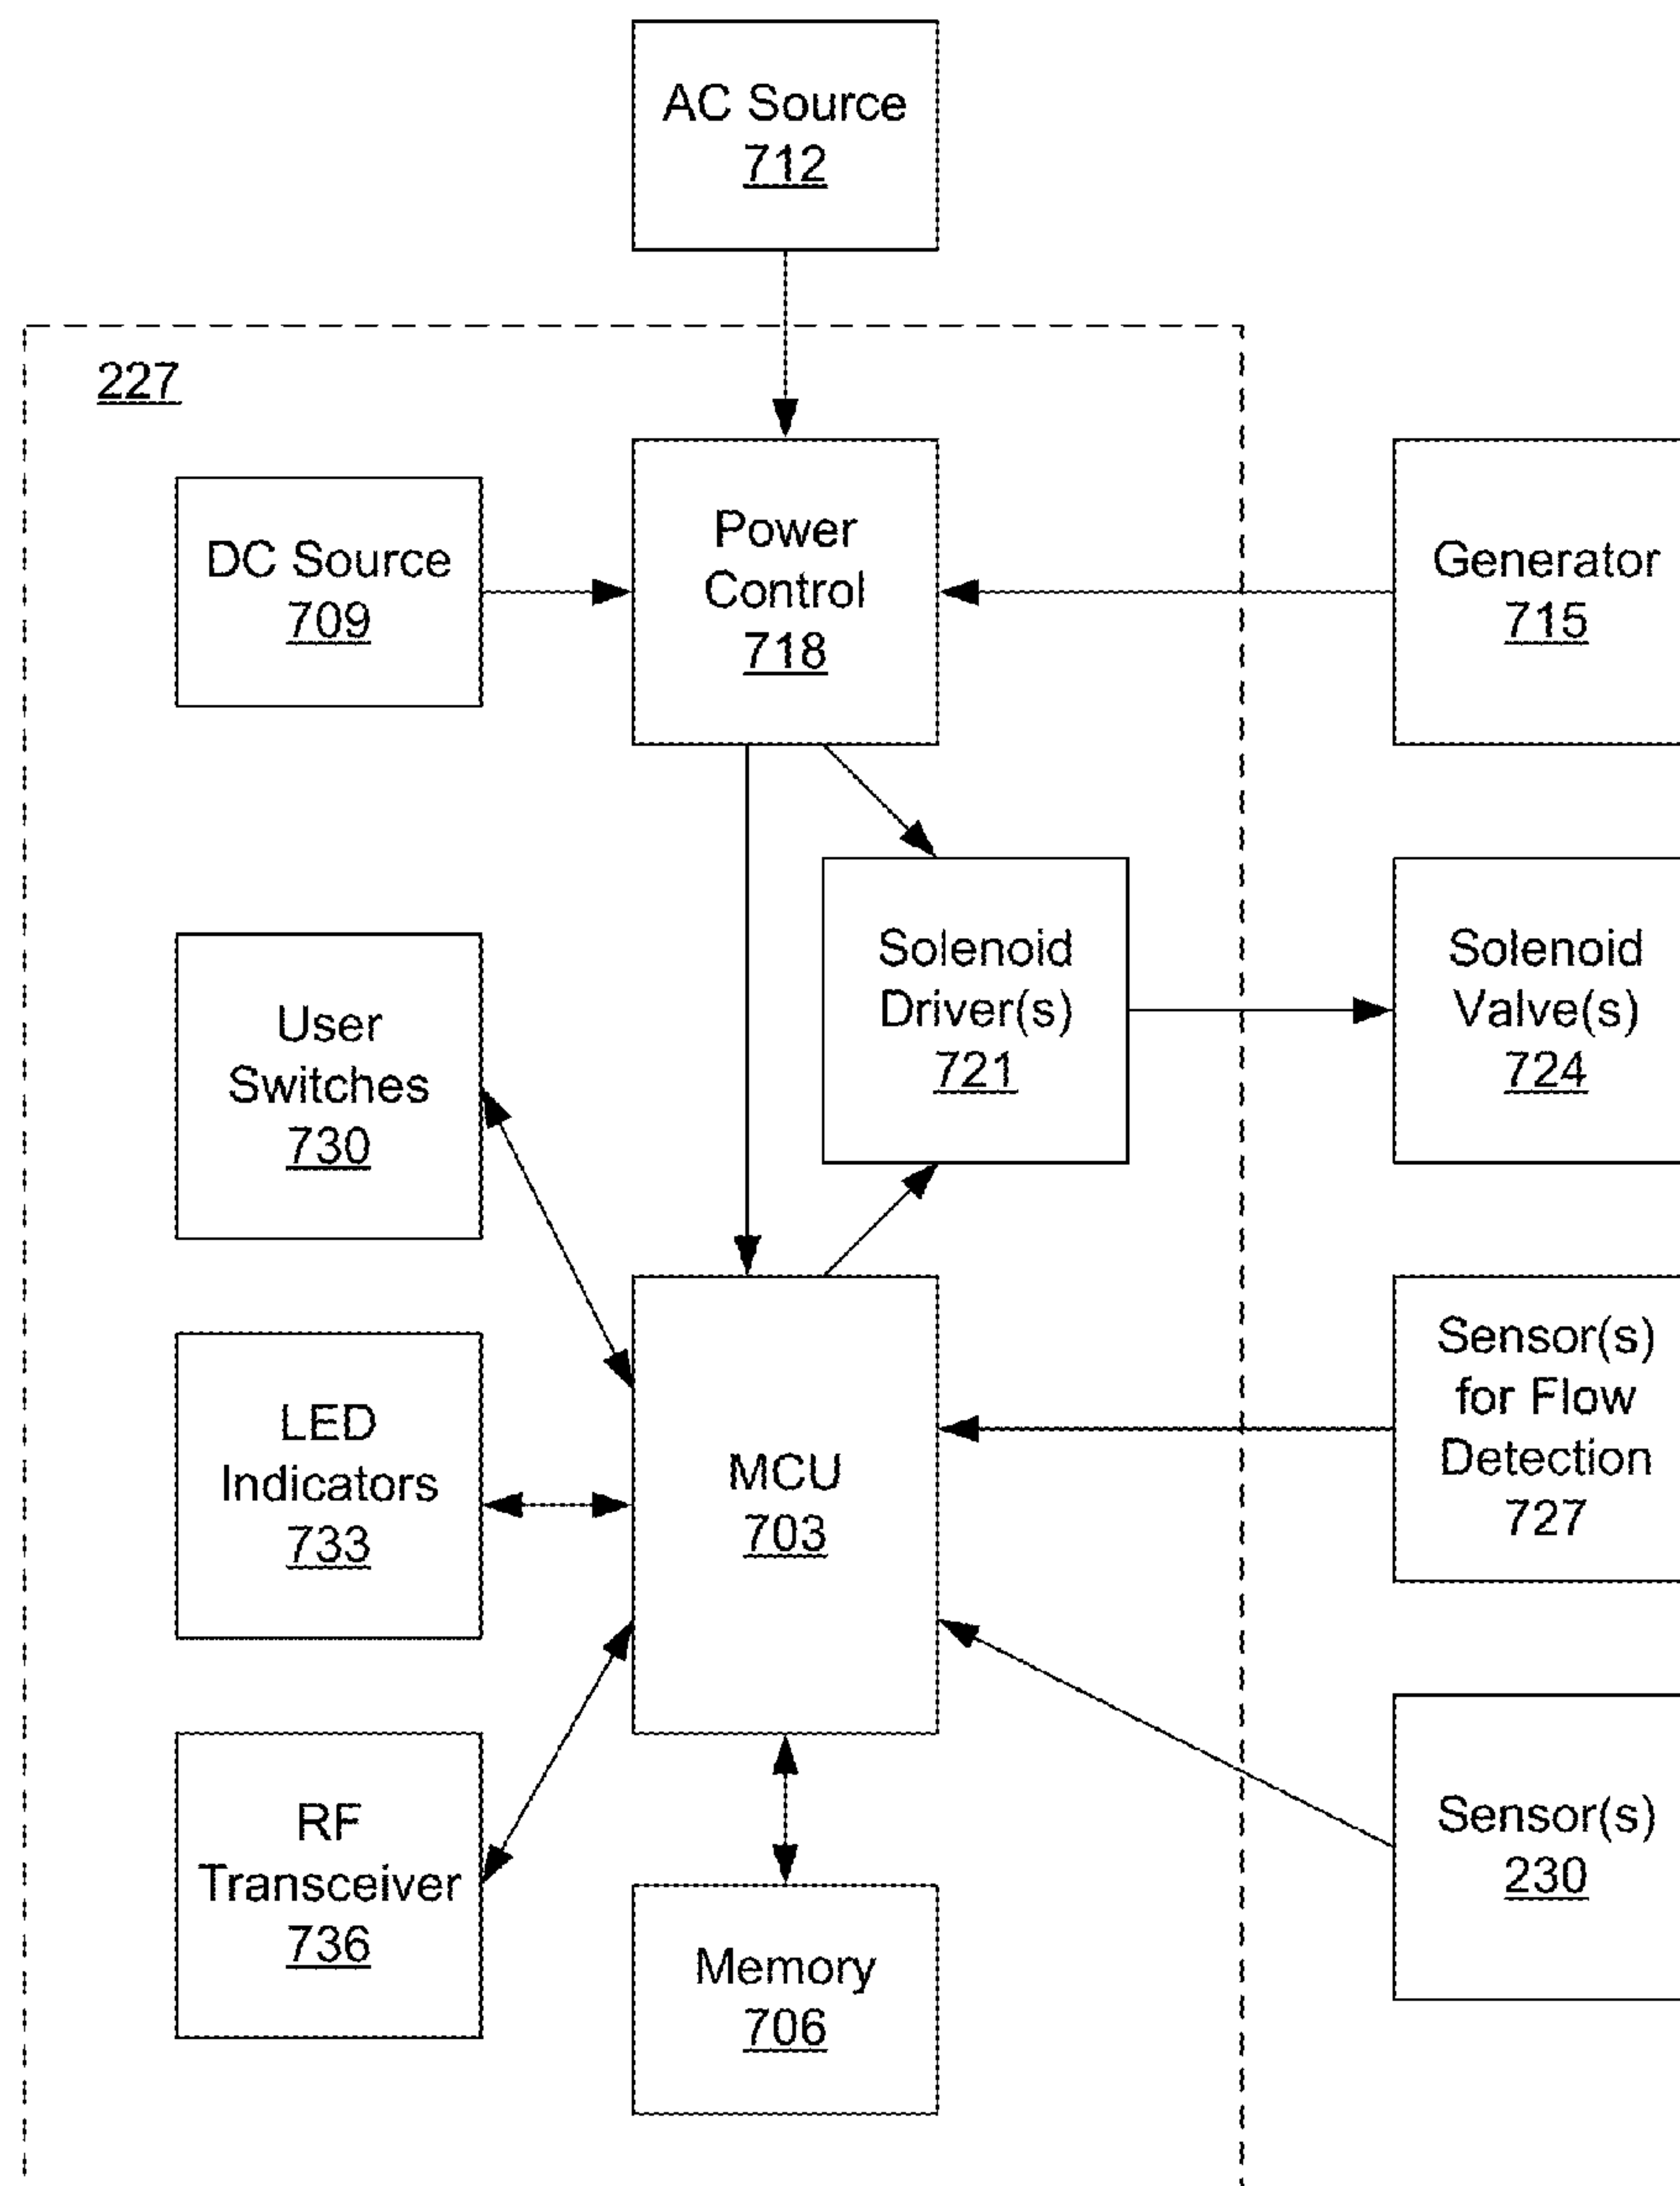 AC Source
712
227
DC Source
709
Power
Control
718
Generator
715
Solenoid
Driver(s)
721
Solenoid
Valve(s)
724
User
Switches
730
LED
Indicators
733
MCU
703
Sensor(s)
for Flow
Detection
727
RF
Transceiver
736
Memory
706
Sensor(s)
230